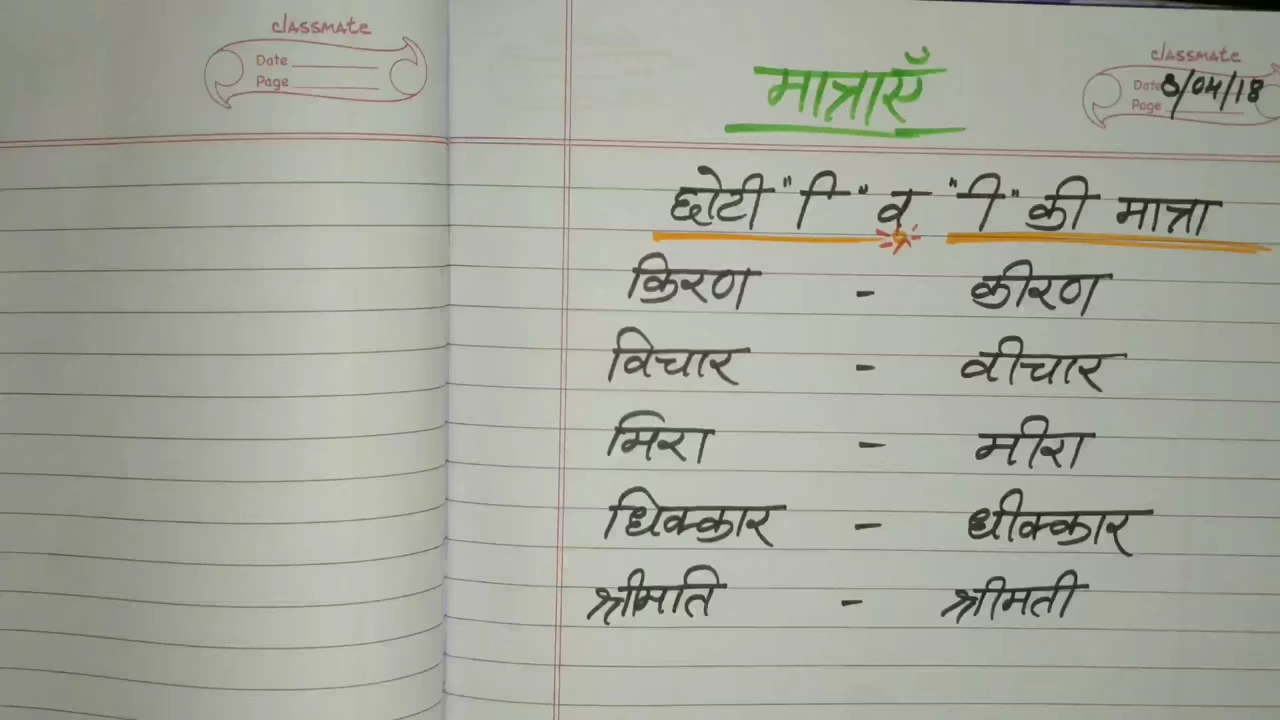 classmate
Date
Page
classmate
Date 8/04/18
Page
मात्राएँ
छोटी "ि" व "ी" की मात्रा
किरण - कीरण
विचार - वीचार
मिरा - मीरा
धिक्कार - धीक्कार
श्रीमति - श्रीमती